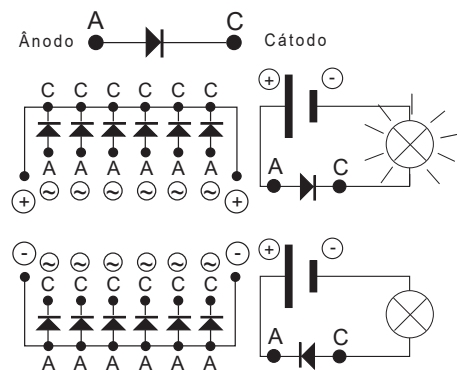 A C
Ânodo Cátodo
C C C C C C
+ -
A A A A A A
A C
~ ~ ~ ~ ~ ~
+ +
- ~ ~ ~ ~ ~ ~ -
+ -
C C C C C C
A C
A A A A A A